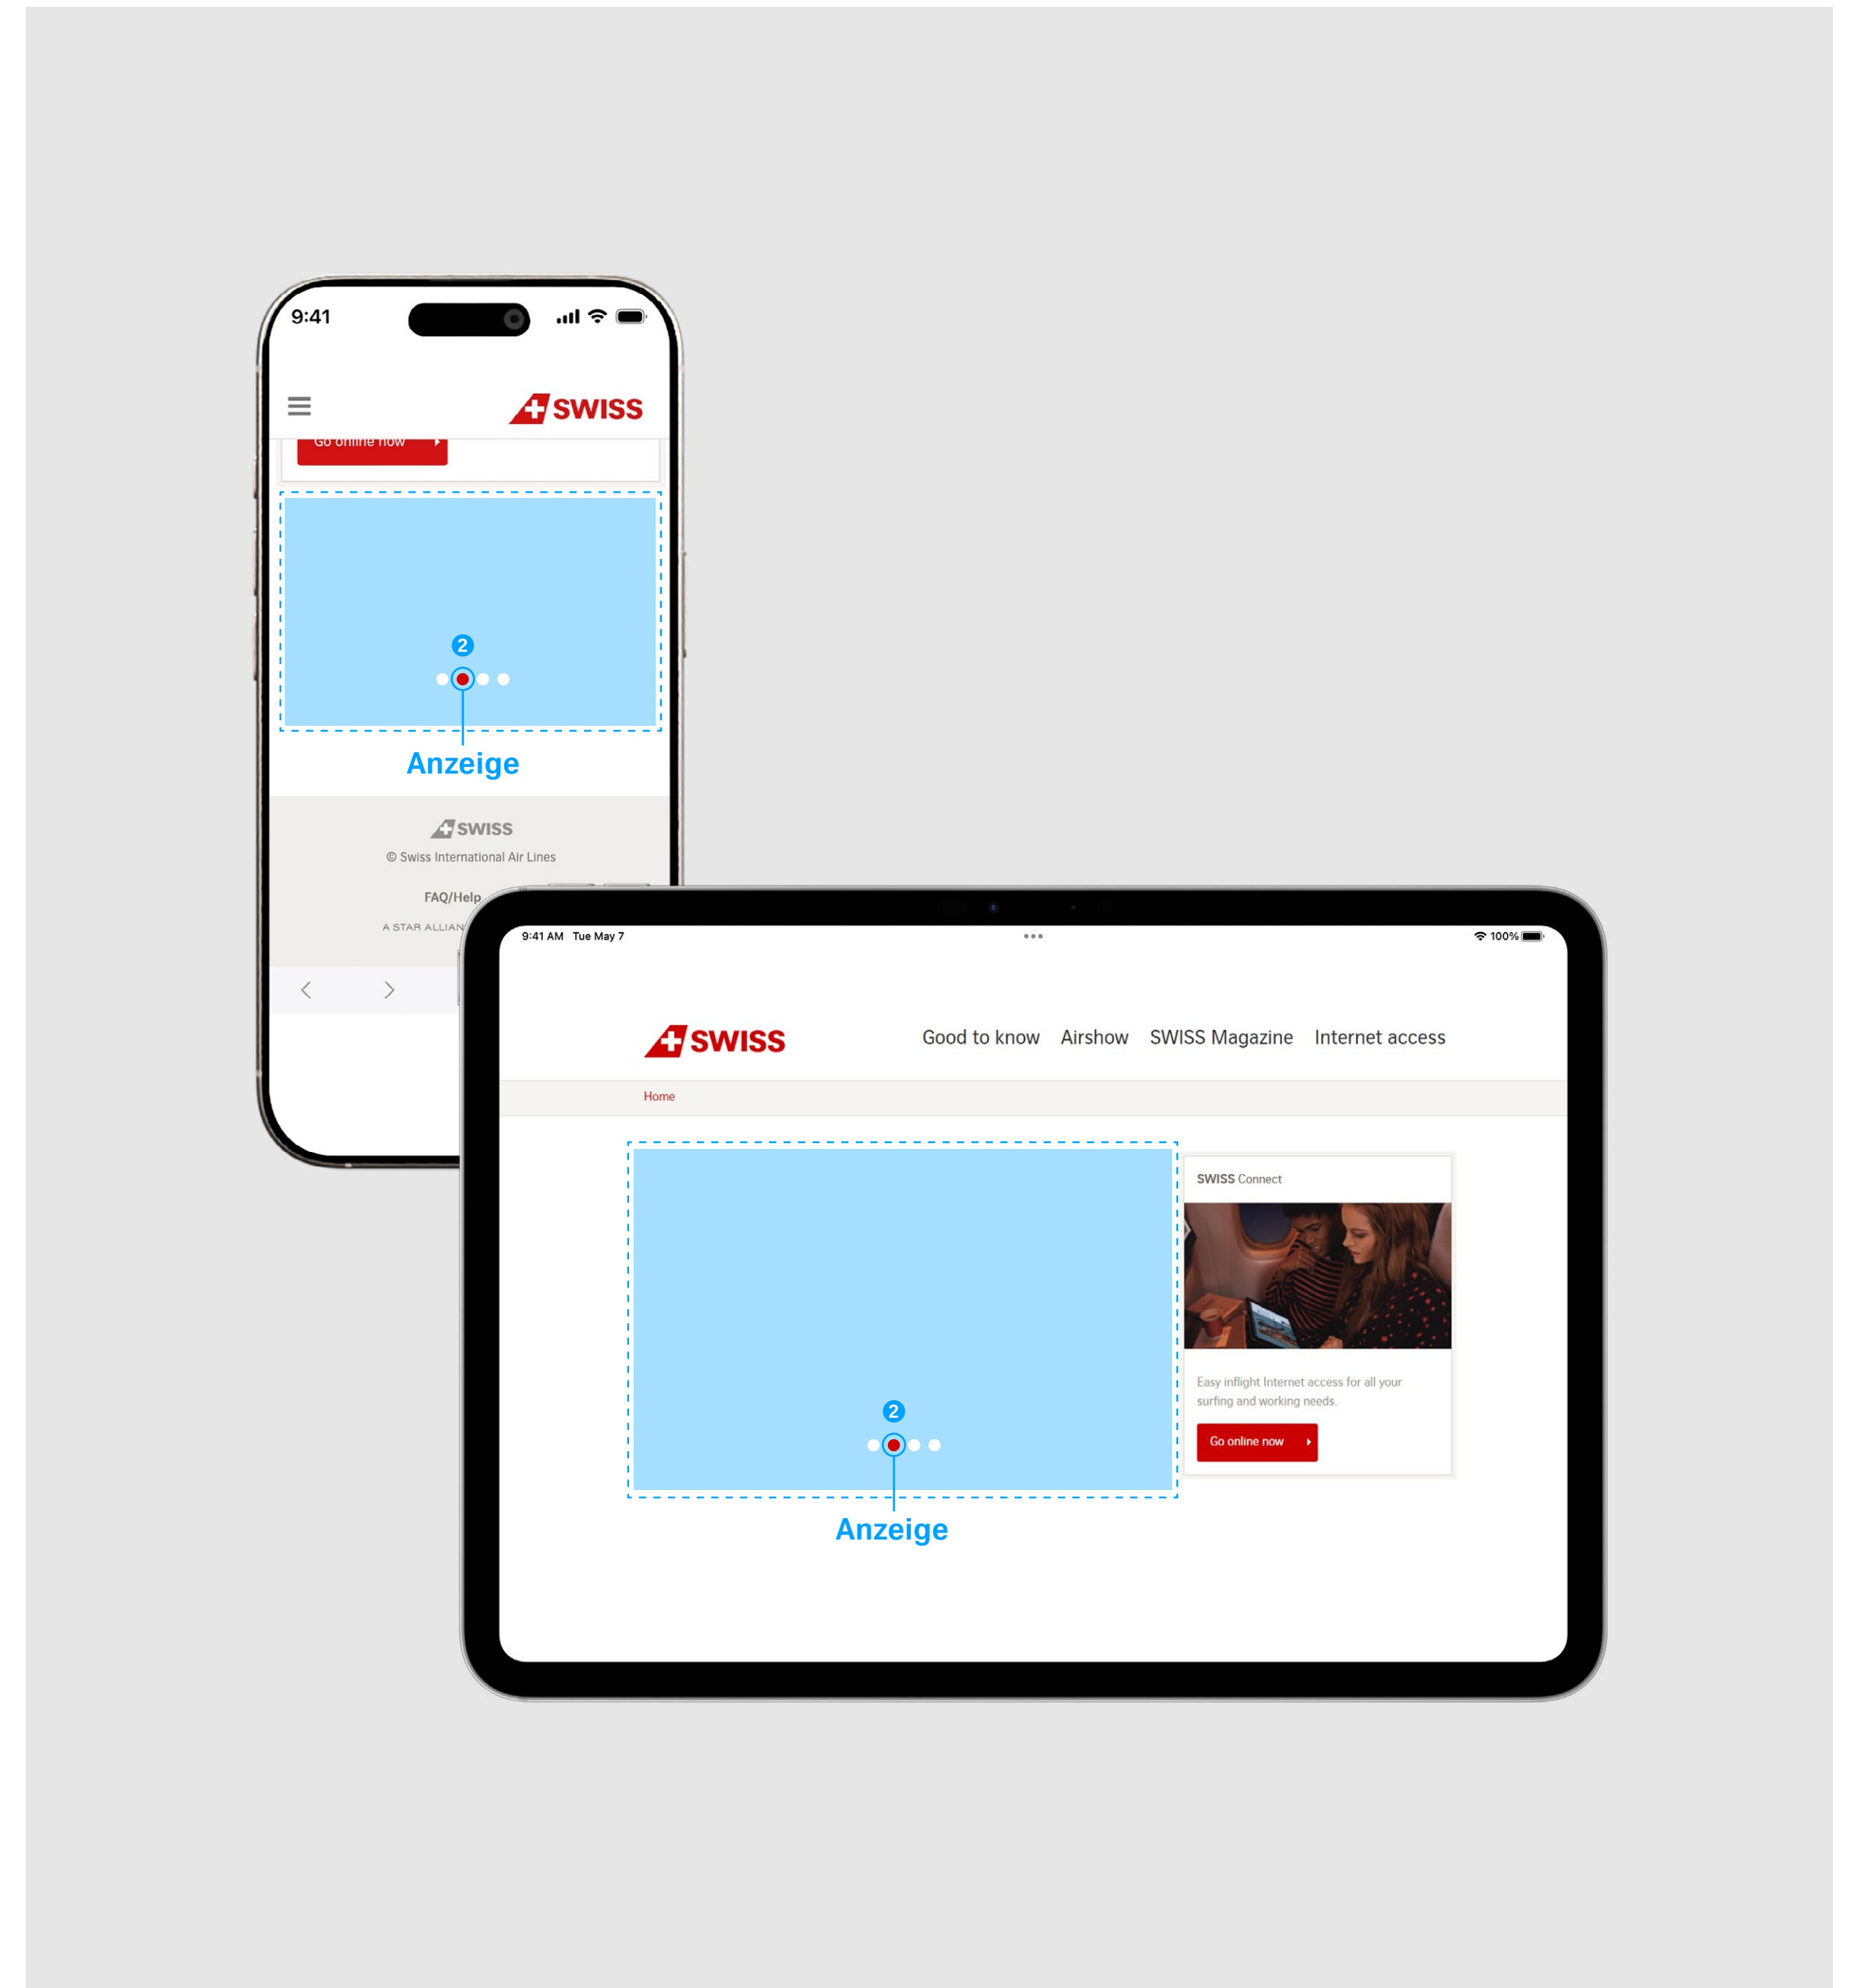 9:41
SWISS
Go online now
2
Anzeige
SWISS
© Swiss International Air Lines
FAQ/Help
A STAR ALLIAN
9:41 AM Tue May 7
100%
SWISS
Good to know Airshow SWISS Magazine Internet access
Home
SWISS Connect
Easy inflight Internet access for all your
surfing and working needs.
Go online now
2
Anzeige